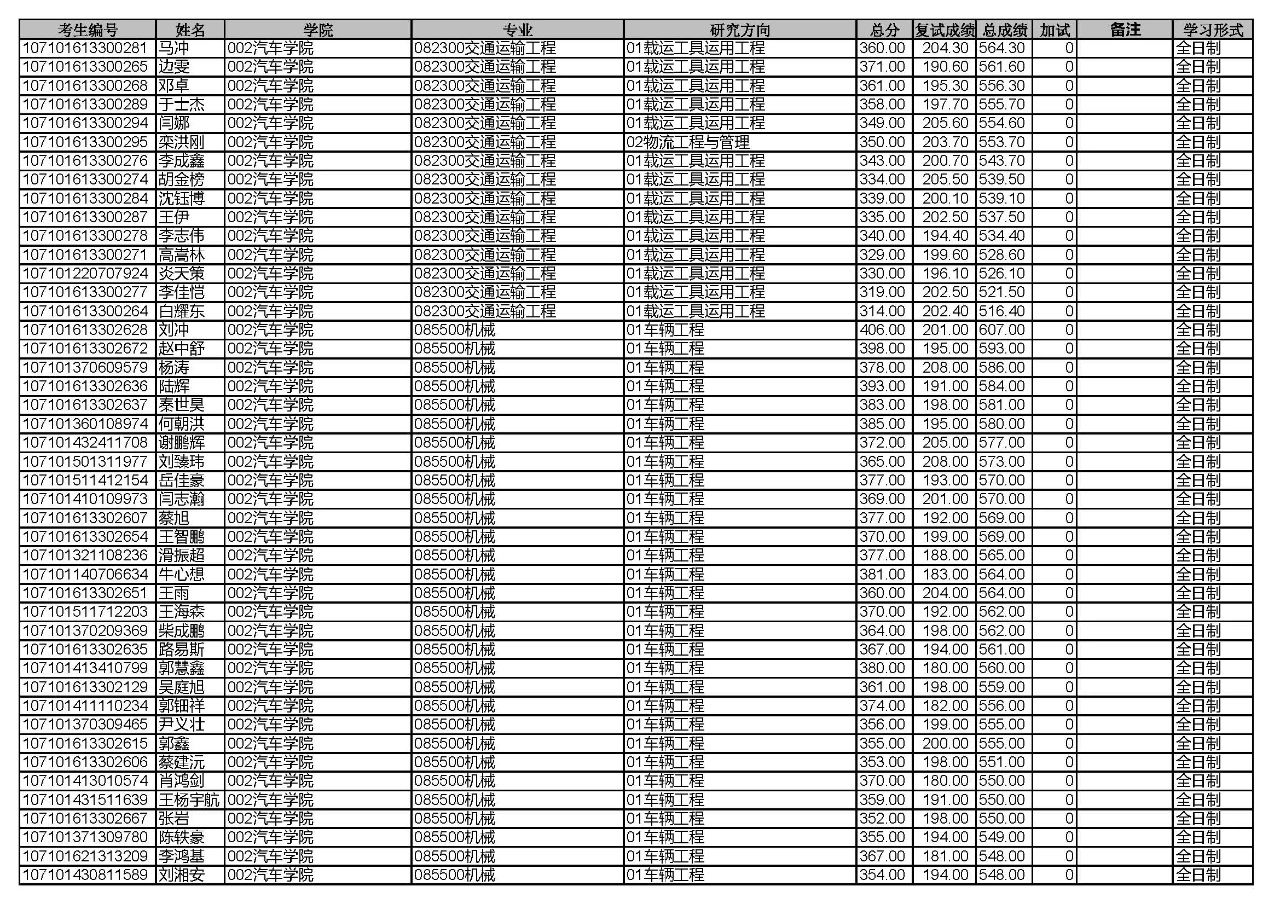 考生编号 姓名 学院 专业 研究方向 总分 复试成绩 总成绩 加试 备注 学习形式
107101613300281 马冲 002汽车学院 082300交通运输工程 01载运工具运用工程 360.00 204.30 564.30 0 全日制
107101613300265 边雯 002汽车学院 082300交通运输工程 01载运工具运用工程 371.00 190.60 561.60 0 全日制
107101613300268 邓卓 002汽车学院 082300交通运输工程 01载运工具运用工程 361.00 195.30 556.30 0 全日制
107101613300289 于士杰 002汽车学院 082300交通运输工程 01载运工具运用工程 358.00 197.70 555.70 0 全日制
107101613300294 闫娜 002汽车学院 082300交通运输工程 01载运工具运用工程 349.00 205.60 554.60 0 全日制
107101613300295 栾洪刚 002汽车学院 082300交通运输工程 02物流工程与管理 350.00 203.70 553.70 0 全日制
107101613300276 李成鑫 002汽车学院 082300交通运输工程 01载运工具运用工程 343.00 200.70 543.70 0 全日制
107101613300274 胡金榜 002汽车学院 082300交通运输工程 01载运工具运用工程 334.00 205.50 539.50 0 全日制
107101613300284 沈钰博 002汽车学院 082300交通运输工程 01载运工具运用工程 339.00 200.10 539.10 0 全日制
107101613300287 王伊 002汽车学院 082300交通运输工程 01载运工具运用工程 335.00 202.50 537.50 0 全日制
107101613300278 李志伟 002汽车学院 082300交通运输工程 01载运工具运用工程 340.00 194.40 534.40 0 全日制
107101613300271 高嵩林 002汽车学院 082300交通运输工程 01载运工具运用工程 329.00 199.60 528.60 0 全日制
107101220707924 炎天策 002汽车学院 082300交通运输工程 01载运工具运用工程 330.00 196.10 526.10 0 全日制
107101613300277 李佳恺 002汽车学院 082300交通运输工程 01载运工具运用工程 319.00 202.50 521.50 0 全日制
107101613300264 白耀东 002汽车学院 082300交通运输工程 01载运工具运用工程 314.00 202.40 516.40 0 全日制
107101613302628 刘冲 002汽车学院 085500机械 01车辆工程 406.00 201.00 607.00 0 全日制
107101613302672 赵中舒 002汽车学院 085500机械 01车辆工程 398.00 195.00 593.00 0 全日制
107101370609579 杨涛 002汽车学院 085500机械 01车辆工程 378.00 208.00 586.00 0 全日制
107101613302636 陆辉 002汽车学院 085500机械 01车辆工程 393.00 191.00 584.00 0 全日制
107101613302637 秦世昊 002汽车学院 085500机械 01车辆工程 383.00 198.00 581.00 0 全日制
107101360108974 何朝洪 002汽车学院 085500机械 01车辆工程 385.00 195.00 580.00 0 全日制
107101432411708 谢鹏辉 002汽车学院 085500机械 01车辆工程 372.00 205.00 577.00 0 全日制
107101501311977 刘臻玮 002汽车学院 085500机械 01车辆工程 365.00 208.00 573.00 0 全日制
107101511412154 岳佳豪 002汽车学院 085500机械 01车辆工程 377.00 193.00 570.00 0 全日制
107101410109973 闫志瀚 002汽车学院 085500机械 01车辆工程 369.00 201.00 570.00 0 全日制
107101613302607 蔡旭 002汽车学院 085500机械 01车辆工程 377.00 192.00 569.00 0 全日制
107101613302654 王智鹏 002汽车学院 085500机械 01车辆工程 370.00 199.00 569.00 0 全日制
107101321108236 滑振超 002汽车学院 085500机械 01车辆工程 377.00 188.00 565.00 0 全日制
107101140706634 牛心想 002汽车学院 085500机械 01车辆工程 381.00 183.00 564.00 0 全日制
107101613302651 王雨 002汽车学院 085500机械 01车辆工程 360.00 204.00 564.00 0 全日制
107101511712203 王海森 002汽车学院 085500机械 01车辆工程 370.00 192.00 562.00 0 全日制
107101370209369 柴成鹏 002汽车学院 085500机械 01车辆工程 364.00 198.00 562.00 0 全日制
107101613302635 路易斯 002汽车学院 085500机械 01车辆工程 367.00 194.00 561.00 0 全日制
107101413410799 郭慧鑫 002汽车学院 085500机械 01车辆工程 380.00 180.00 560.00 0 全日制
107101613302129 吴庭旭 002汽车学院 085500机械 01车辆工程 361.00 198.00 559.00 0 全日制
107101411110234 郭钿祥 002汽车学院 085500机械 01车辆工程 374.00 182.00 556.00 0 全日制
107101370309465 尹义壮 002汽车学院 085500机械 01车辆工程 356.00 199.00 555.00 0 全日制
107101613302615 郭鑫 002汽车学院 085500机械 01车辆工程 355.00 200.00 555.00 0 全日制
107101613302606 蔡建沅 002汽车学院 085500机械 01车辆工程 353.00 198.00 551.00 0 全日制
107101413010574 肖鸿剑 002汽车学院 085500机械 01车辆工程 370.00 180.00 550.00 0 全日制
107101431511639 王杨宇航 002汽车学院 085500机械 01车辆工程 359.00 191.00 550.00 0 全日制
107101613302667 张岩 002汽车学院 085500机械 01车辆工程 352.00 198.00 550.00 0 全日制
107101371309780 陈轶豪 002汽车学院 085500机械 01车辆工程 355.00 194.00 549.00 0 全日制
107101621313209 李鸿基 002汽车学院 085500机械 01车辆工程 367.00 181.00 548.00 0 全日制
107101430811589 刘湘安 002汽车学院 085500机械 01车辆工程 354.00 194.00 548.00 0 全日制